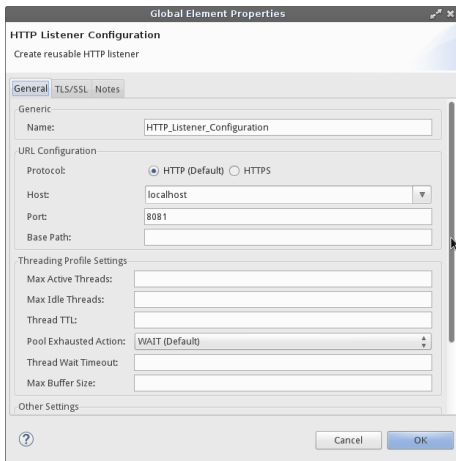 Global Element Properties
HTTP Listener Configuration
Create reusable HTTP listener
General TLS/SSL Notes
Generic
Name: HTTP_Listener_Configuration
URL Configuration
Protocol: HTTP (Default) HTTPS
Host: localhost
Port: 8081
Base Path:
Threading Profile Settings
Max Active Threads:
Max Idle Threads:
Thread TTL:
Pool Exhausted Action: WAIT (Default)
Thread Wait Timeout:
Max Buffer Size:
Other Settings
? Cancel OK